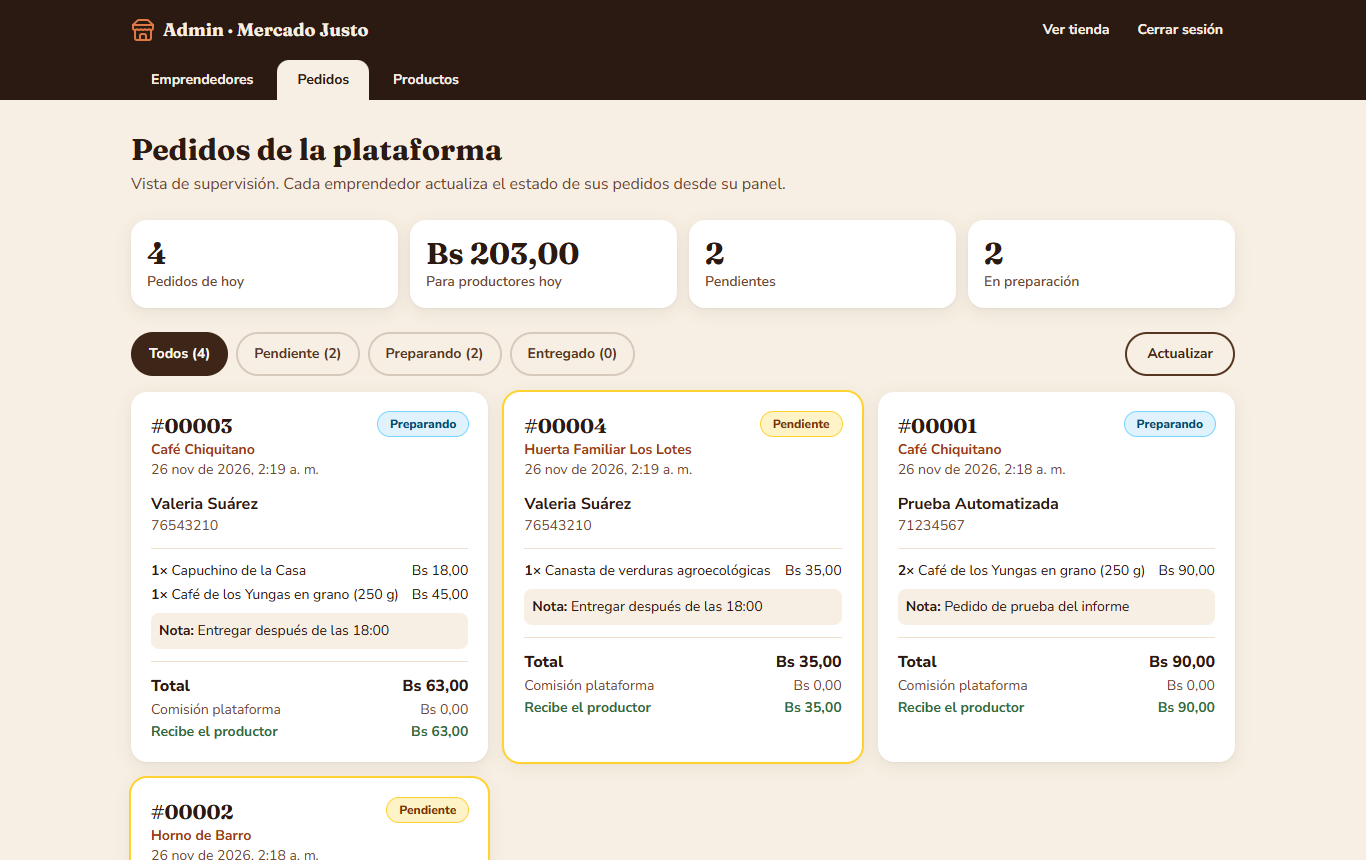 Admin · Mercado Justo
Ver tienda
Cerrar sesión
Emprendedores
Pedidos
Productos
Pedidos de la plataforma
Vista de supervisión. Cada emprendedor actualiza el estado de sus pedidos desde su panel.
4
Pedidos de hoy
Bs 203,00
Para productores hoy
2
Pendientes
2
En preparación
Todos (4)
Pendiente (2)
Preparando (2)
Entregado (0)
Actualizar
#00003
Preparando
Café Chiquitano
26 nov de 2026, 2:19 a. m.
Valeria Suárez
76543210
1× Capuchino de la Casa Bs 18,00
1× Café de los Yungas en grano (250 g) Bs 45,00
Nota: Entregar después de las 18:00
Total Bs 63,00
Comisión plataforma Bs 0,00
Recibe el productor Bs 63,00
#00004
Pendiente
Huerta Familiar Los Lotes
26 nov de 2026, 2:19 a. m.
Valeria Suárez
76543210
1× Canasta de verduras agroecológicas Bs 35,00
Nota: Entregar después de las 18:00
Total Bs 35,00
Comisión plataforma Bs 0,00
Recibe el productor Bs 35,00
#00001
Preparando
Café Chiquitano
26 nov de 2026, 2:18 a. m.
Prueba Automatizada
71234567
2× Café de los Yungas en grano (250 g) Bs 90,00
Nota: Pedido de prueba del informe
Total Bs 90,00
Comisión plataforma Bs 0,00
Recibe el productor Bs 90,00
#00002
Pendiente
Horno de Barro
26 nov de 2026, 2:18 a. m.